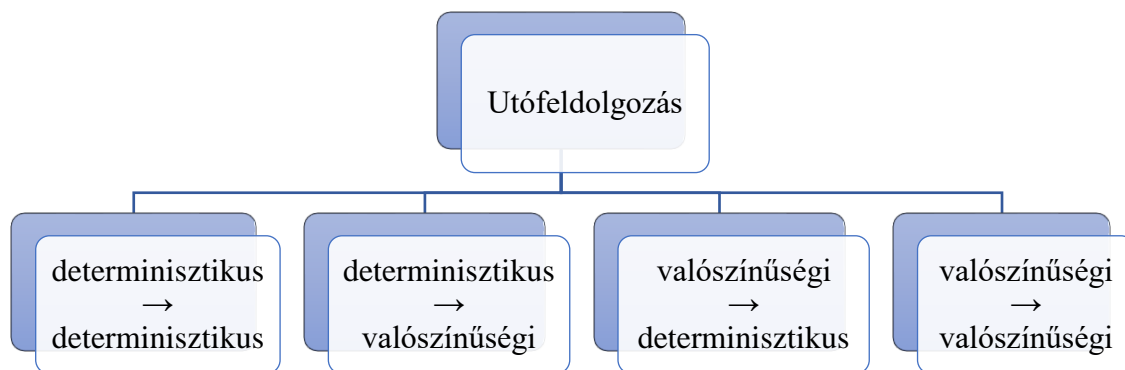 Utófeldolgozás
determinisztikus
→
determinisztikus
determinisztikus
→
valószínűségi
valószínűségi
→
determinisztikus
valószínűségi
→
valószínűségi